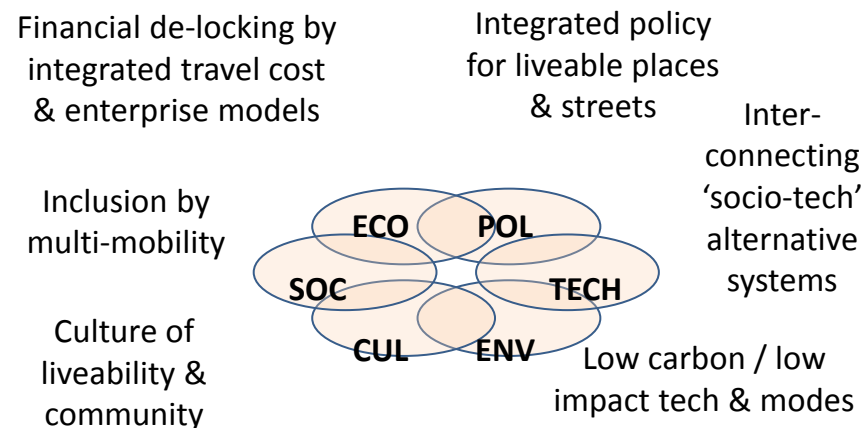 Financial de-locking by
integrated travel cost
& enterprise models
Integrated policy
for liveable places
& streets
Inter-
connecting
‘socio-tech’
alternative
systems
Inclusion by
multi-mobility
ECO
POL
SOC
TECH
CUL
ENV
Culture of
liveability &
community
Low carbon / low
impact tech & modes